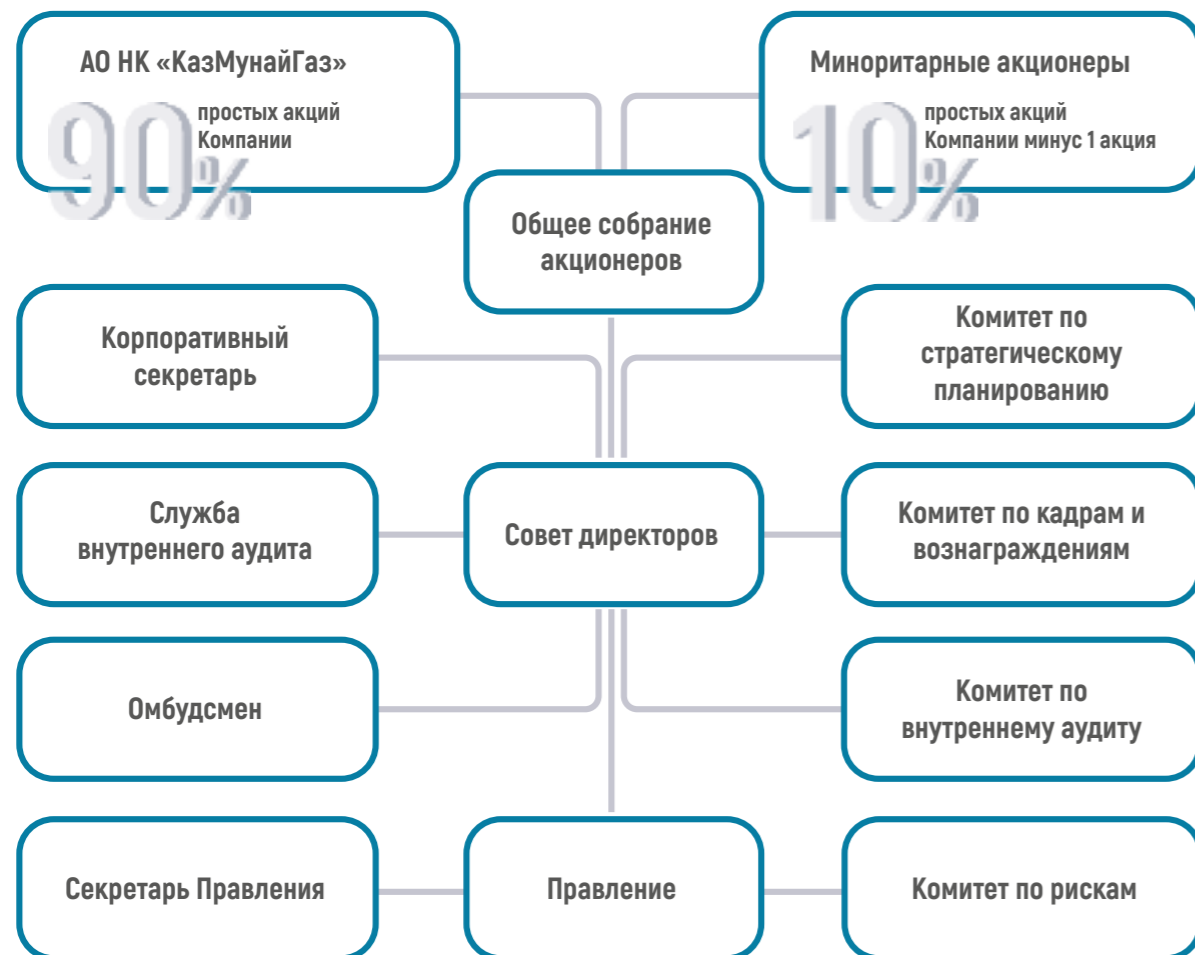 АО НК «КазМунайГаз»
90%
простых акций
Компании
Миноритарные акционеры
10%
простых акций
Компании минус 1 акция
Общее собрание
акционеров
Корпоративный
секретарь
Комитет по
стратегическому
планированию
Служба
внутреннего аудита
Совет директоров
Комитет по кадрам и
вознаграждениям
Омбудсмен
Комитет по
внутреннему аудиту
Секретарь Правления
Правление
Комитет по рискам